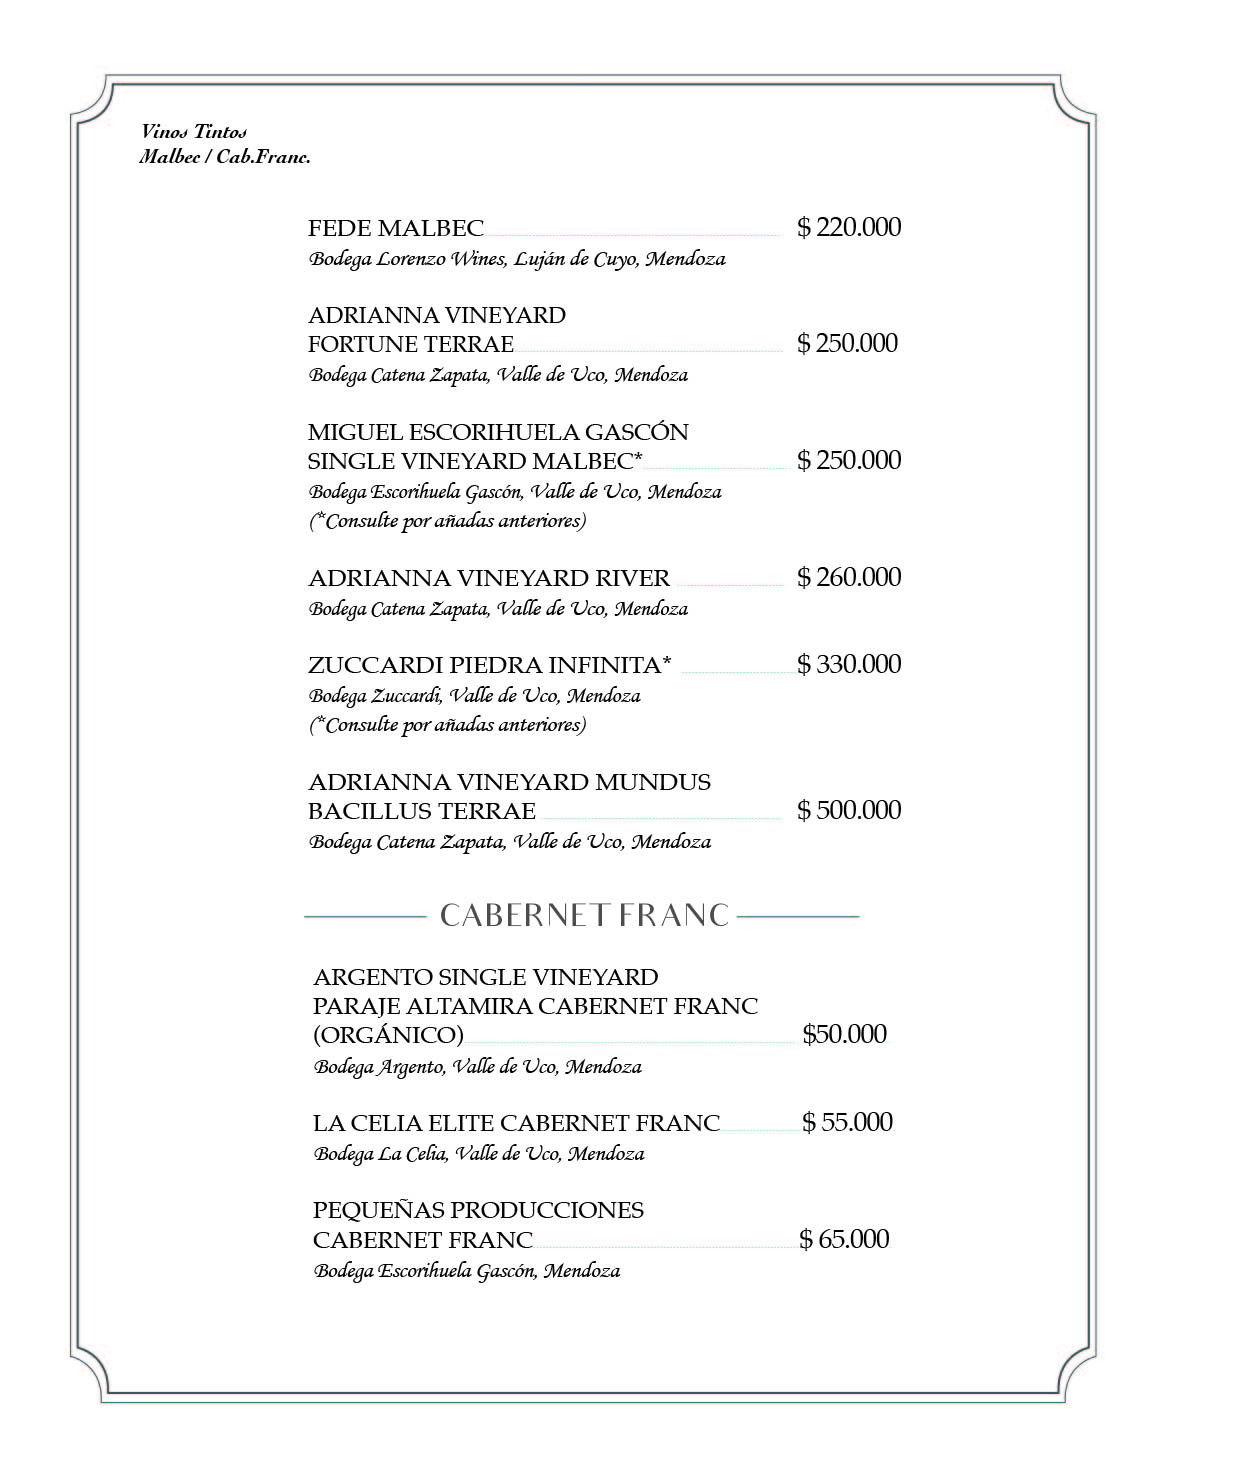 Vinos Tintos
Malbec / Cab.Franc.
FEDE MALBEC $ 220.000
Bodega Lorenzo Wines, Luján de Cuyo, Mendoza
ADRIANNA VINEYARD
FORTUNE TERRAE $ 250.000
Bodega Catena Zapata, Valle de Uco, Mendoza
MIGUEL ESCORIHUELA GASCÓN
SINGLE VINEYARD MALBEC* $ 250.000
Bodega Escorihuela Gascón, Valle de Uco, Mendoza
(*Consulte por añadas anteriores)
ADRIANNA VINEYARD RIVER $ 260.000
Bodega Catena Zapata, Valle de Uco, Mendoza
ZUCCARDI PIEDRA INFINITA* $ 330.000
Bodega Zuccardi, Valle de Uco, Mendoza
(*Consulte por añadas anteriores)
ADRIANNA VINEYARD MUNDUS
BACILLUS TERRAE $ 500.000
Bodega Catena Zapata, Valle de Uco, Mendoza
CABERNET FRANC
ARGENTO SINGLE VINEYARD
PARAJE ALTAMIRA CABERNET FRANC
(ORGÁNICO) $50.000
Bodega Argento, Valle de Uco, Mendoza
LA CELIA ELITE CABERNET FRANC $ 55.000
Bodega La Celia, Valle de Uco, Mendoza
PEQUEÑAS PRODUCCIONES
CABERNET FRANC $ 65.000
Bodega Escorihuela Gascón, Mendoza